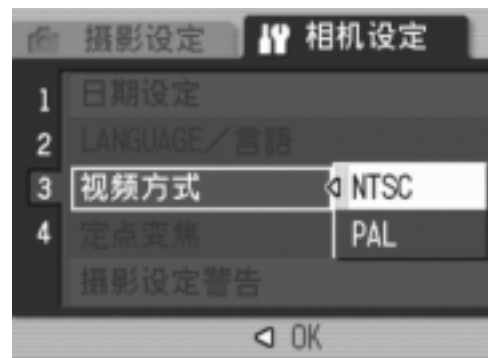 摄影设定 相机设定
1 日期设定
2 LANGUAGE／言語
3 视频方式 NTSC
4 定点变焦 PAL
摄影设定警告
OK